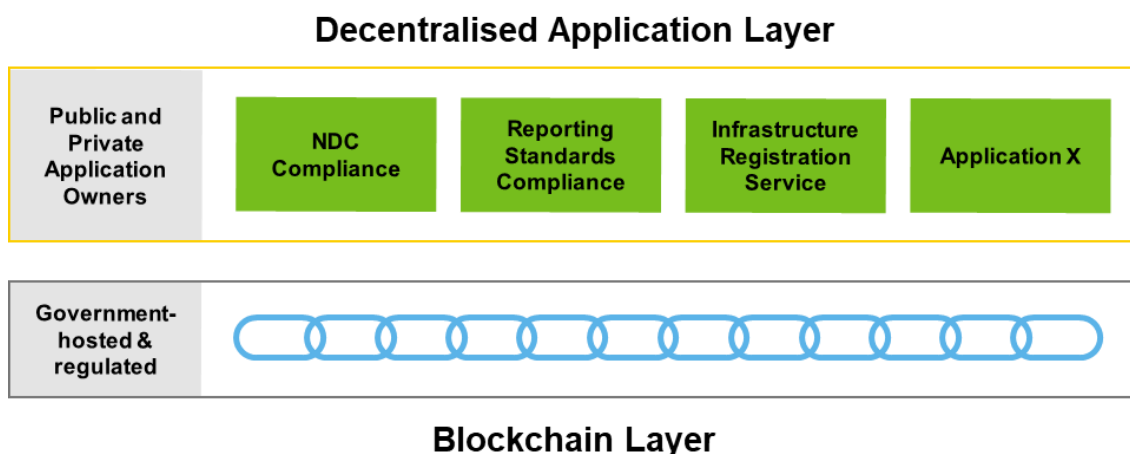 Decentralised Application Layer
Public and
Private
Application
Owners
NDC
Compliance
Reporting
Standards
Compliance
Infrastructure
Registration
Service
Application X
Government-
hosted &
regulated
Blockchain Layer